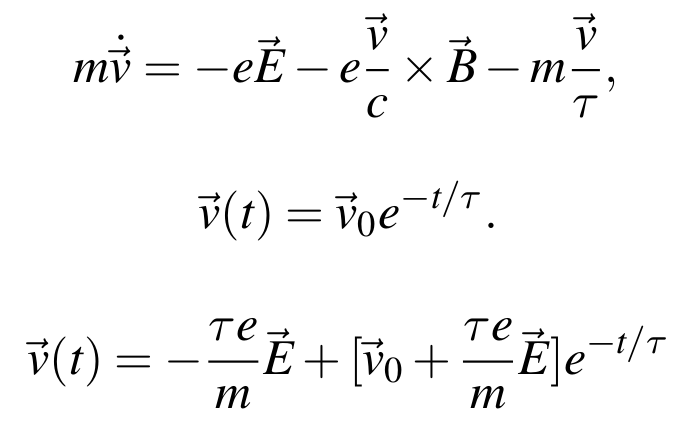 $m\dot{\vec{v}} = -e\vec{E} - e\frac{\vec{v}}{c} \times \vec{B} - m\frac{\vec{v}}{\tau},$
$\vec{v}(t) = \vec{v}_0 e^{-t/\tau}.$
$\vec{v}(t) = -\frac{\tau e}{m}\vec{E} + [\vec{v}_0 + \frac{\tau e}{m}\vec{E}]e^{-t/\tau}$